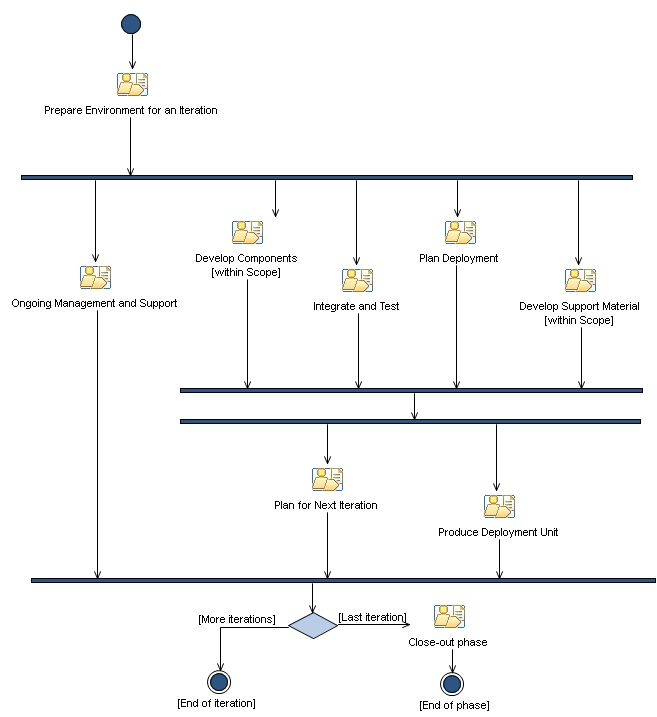 Prepare Environment for an Iteration
Develop Components
[within Scope]
Plan Deployment
Ongoing Management and Support
Integrate and Test
Develop Support Material
[within Scope]
Plan for Next Iteration
Produce Deployment Unit
[More iterations]
[Last iteration]
Close-out phase
[End of iteration]
[End of phase]